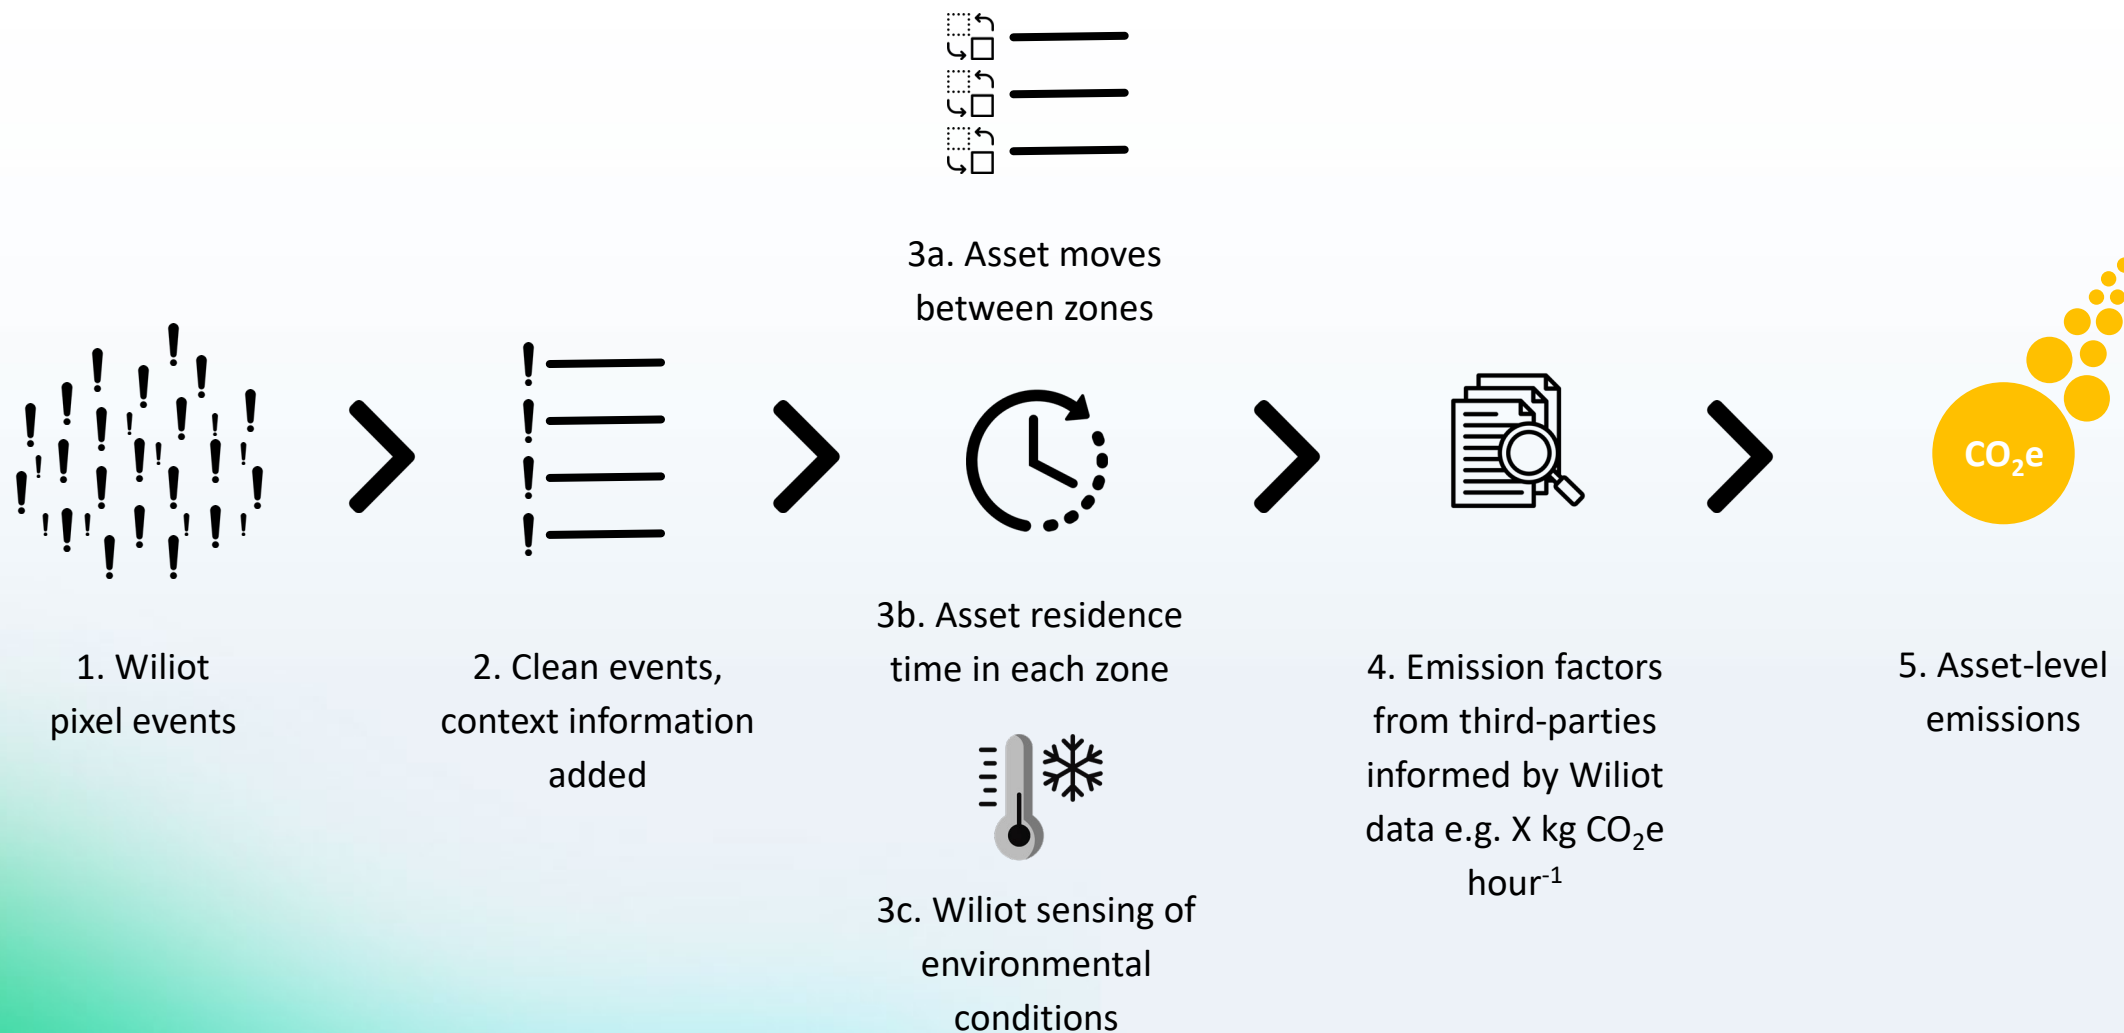 1. Wiliot
pixel events
2. Clean events,
context information
added
3a. Asset moves
between zones
3b. Asset residence
time in each zone
3c. Wiliot sensing of
environmental
conditions
4. Emission factors
from third-parties
informed by Wiliot
data e.g. X kg CO₂e
hour⁻¹
CO₂e
5. Asset-level
emissions